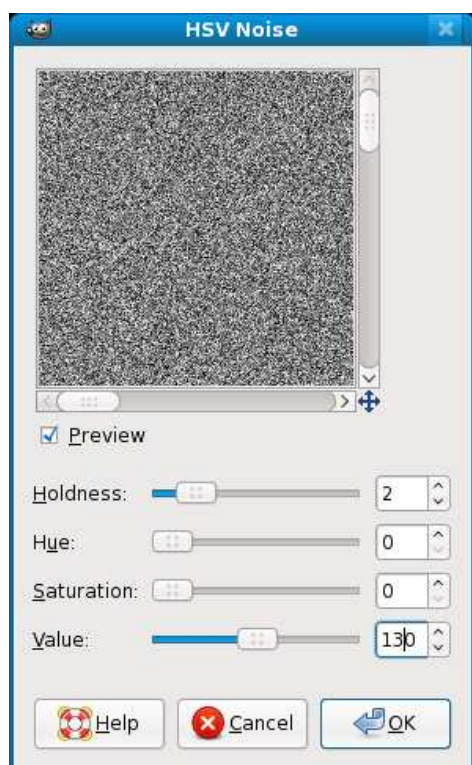 HSV Noise
Preview
Holdness: 2
Hue: 0
Saturation: 0
Value: 130
Help Cancel OK